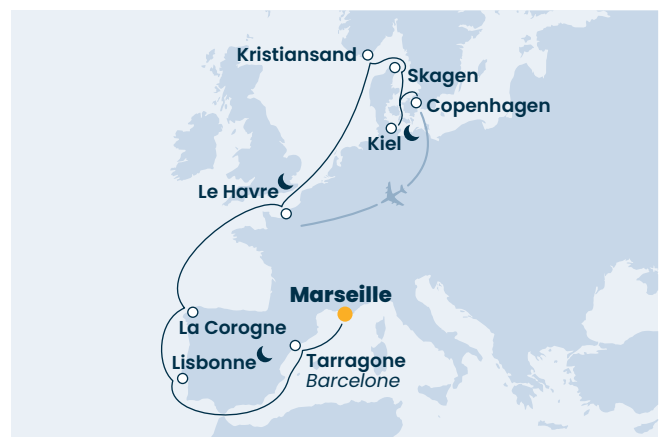 Kristiansand
Skagen
Copenhagen
Kiel
Le Havre
Marseille
La Corogne
Lisbonne
Tarragone
Barcelone